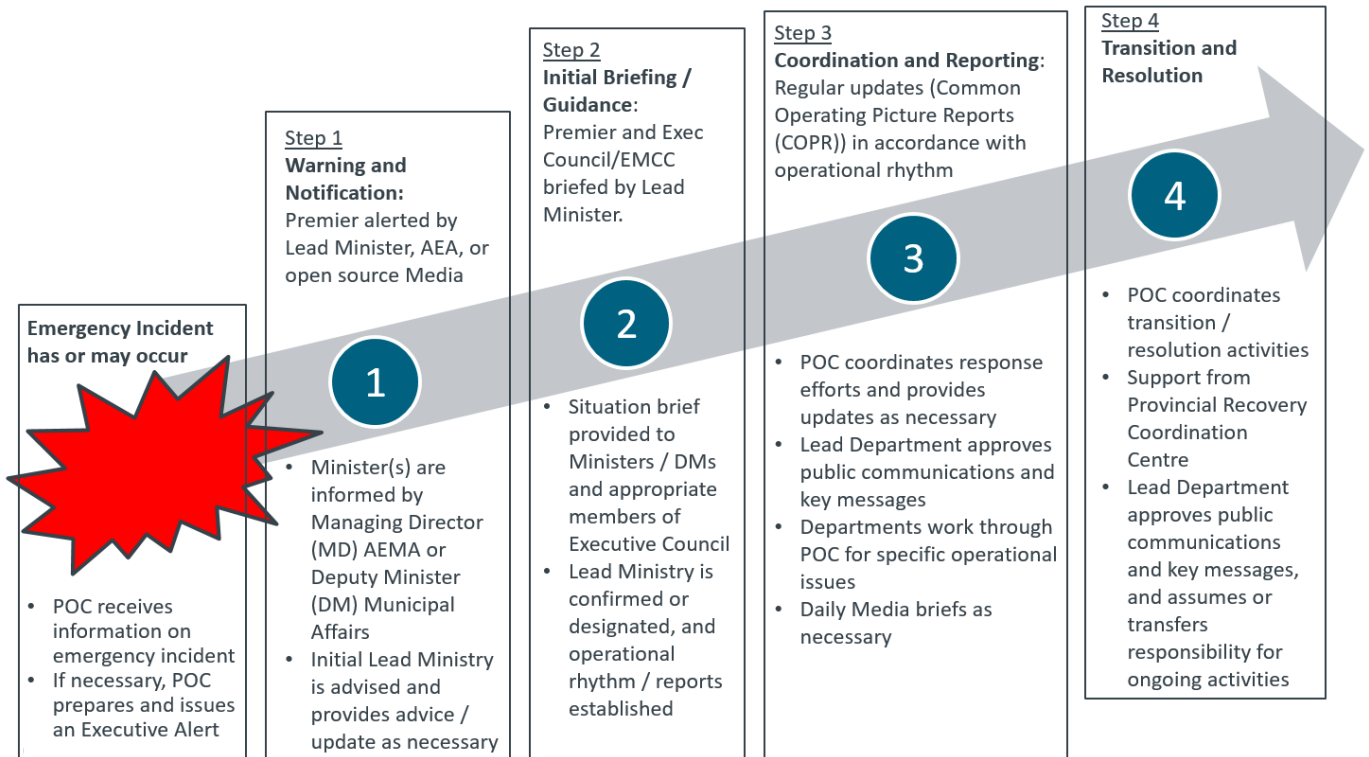 Emergency Incident
has or may occur
• POC receives
information on
emergency incident
• If necessary, POC
prepares and issues
an Executive Alert
Step 1
Warning and
Notification:
Premier alerted by
Lead Minister, AEA, or
open source Media
1
• Minister(s) are
informed by
Managing Director
(MD) AEMA or
Deputy Minister
(DM) Municipal
Affairs
• Initial Lead Ministry
is advised and
provides advice /
update as necessary
Step 2
Initial Briefing /
Guidance:
Premier and Exec
Council/EMCC
briefed by Lead
Minister.
2
• Situation brief
provided to
Ministers / DMs
and appropriate
members of
Executive Council
• Lead Ministry is
confirmed or
designated, and
operational
rhythm / reports
established
Step 3
Coordination and Reporting:
Regular updates (Common
Operating Picture Reports
(COPR)) in accordance with
operational rhythm
3
• POC coordinates response
efforts and provides
updates as necessary
• Lead Department approves
public communications and
key messages
• Departments work through
POC for specific operational
issues
• Daily Media briefs as
necessary
Step 4
Transition and
Resolution
4
• POC coordinates
transition /
resolution activities
• Support from
Provincial Recovery
Coordination
Centre
• Lead Department
approves public
communications
and key messages,
and assumes or
transfers
responsibility for
ongoing activities